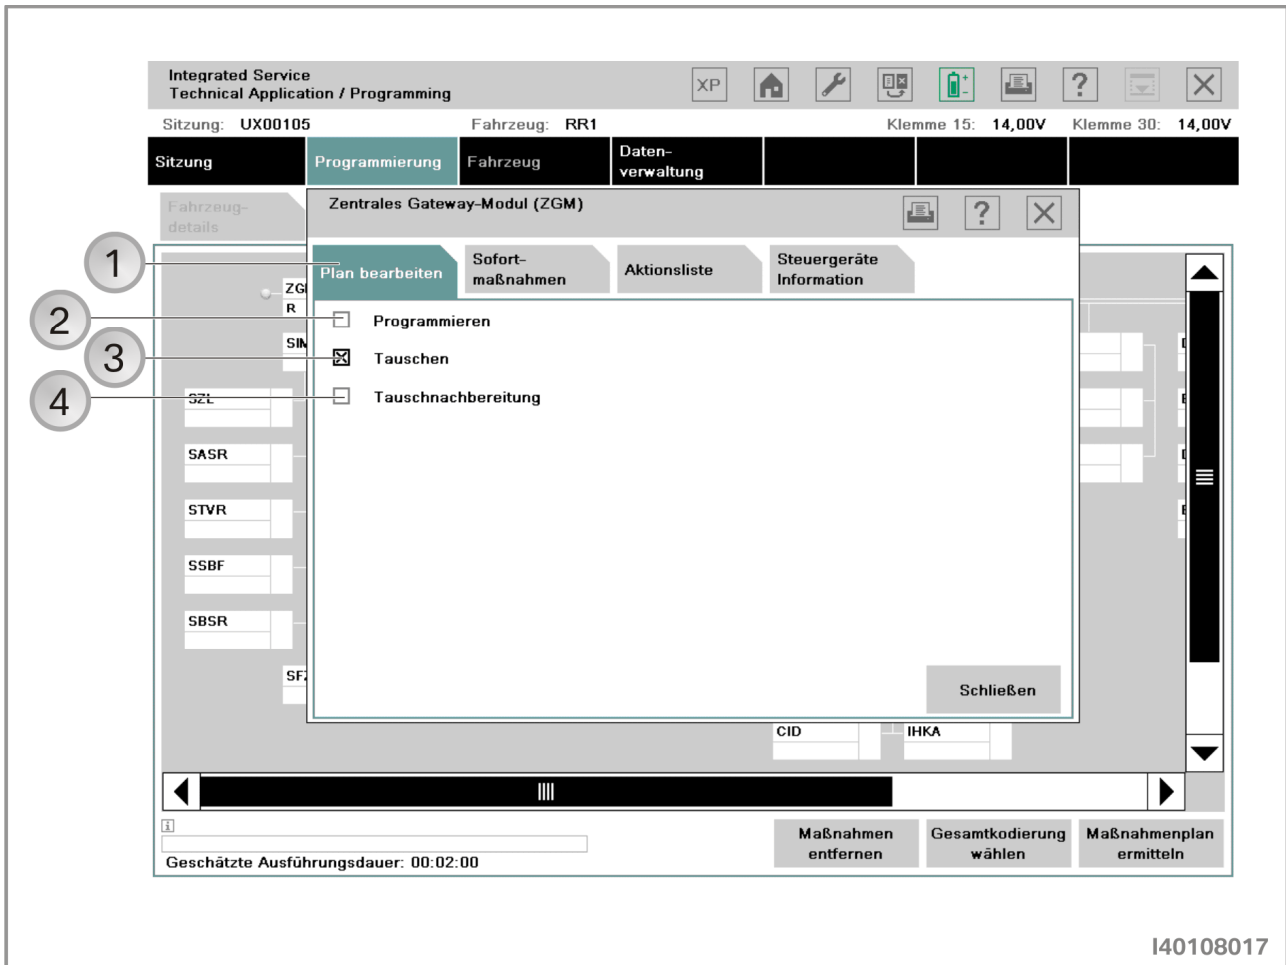 Integrated Service
Technical Application / Programming
XP
Sitzung: UX00105 Fahrzeug: RR1 Klemme 15: 14,00V Klemme 30: 14,00V
Sitzung Programmierung Fahrzeug Daten-
verwaltung
Fahrzeug-
details
Zentrales Gateway-Modul (ZGM)
?
1
Plan bearbeiten
Sofort-
maßnahmen
Aktionsliste
Steuergeräte
Information
2
Programmieren
3
Tauschen
4
Tauschnachbereitung
R
SZL
SASR
STVR
SSBF
SBSR
Schließen
CID IHKA
i
Geschätzte Ausführungsdauer: 00:02:00
Maßnahmen
entfernen
Gesamtkodierung
wählen
Maßnahmenplan
ermitteln
I40108017